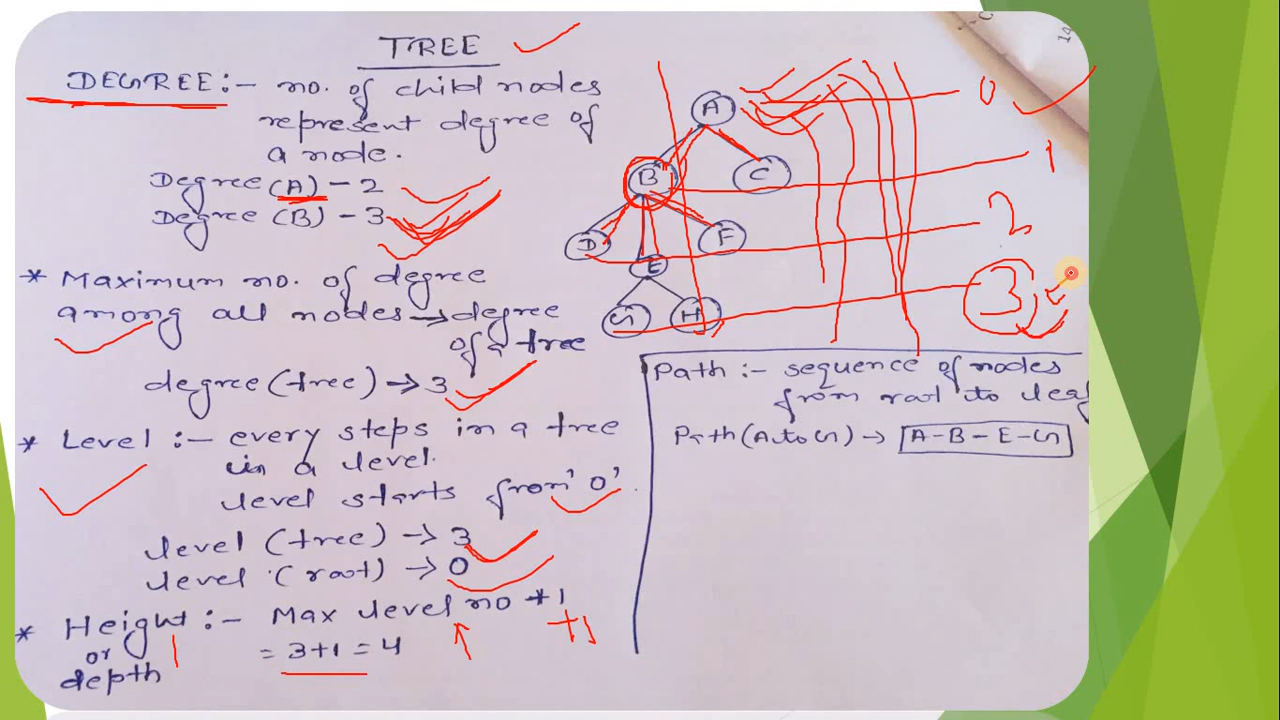 TREE
DEGREE:- no. of child nodes
represent degree of
a node.
Degree (A) - 2
Degree (B) - 3
* Maximum no. of degree
among all nodes → degree
of a tree
degree (tree) → 3
* Level :- every steps in a tree
is a level.
level starts from '0'.
level (tree) → 3
level (root) → 0
* Height :- Max level no + 1
or
depth
= 3+1 = 4
+1
A
B
C
D
E
F
G
H
0
1
2
3
Path :- sequence of nodes
from root to leaf
Path (A to G) → A-B-E-G
14